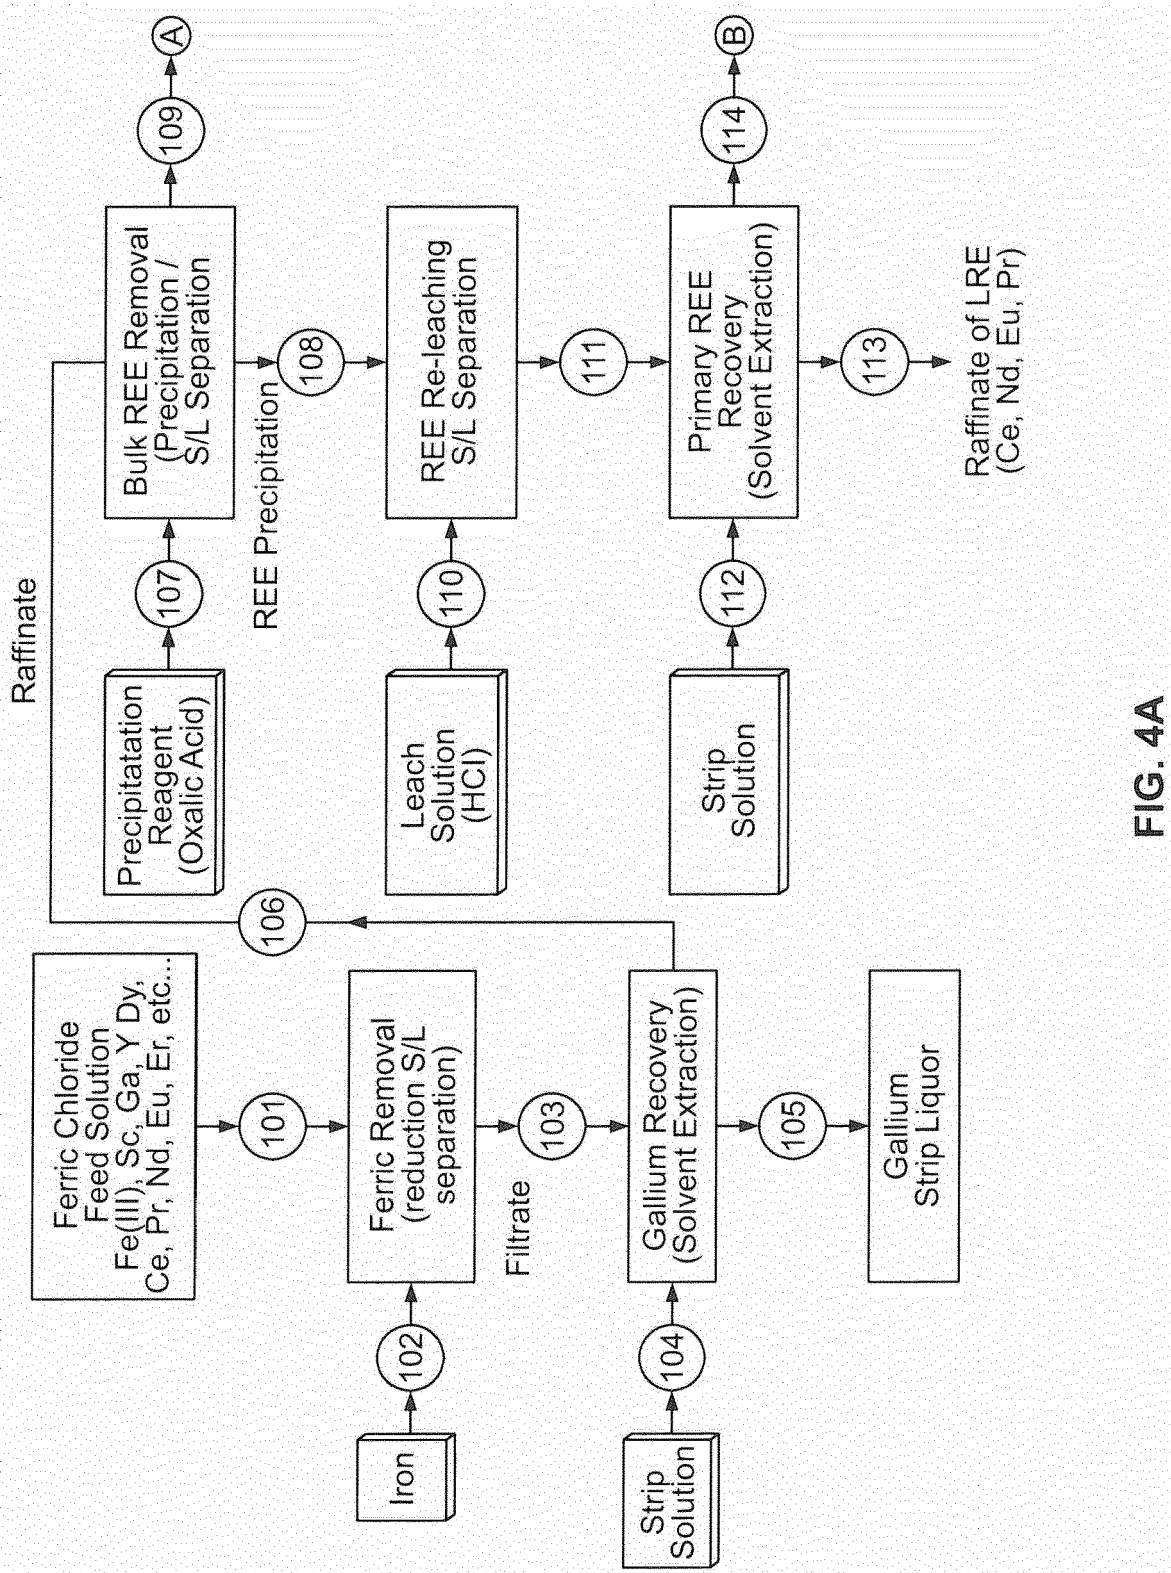 Ferric Chloride
Feed Solution
Fe(III), Sc, Ga, Y Dy,
Ce, Pr, Nd, Eu, Er, etc...
101
Iron
102
Ferric Removal
(reduction S/L
separation)
Filtrate
103
Strip
Solution
104
Gallium Recovery
(Solvent Extraction)
105
Gallium
Strip Liquor
106
Raffinate
Precipitatation
Reagent
(Oxalic Acid)
107
Bulk REE Removal
(Precipitation /
S/L Separation
109
A
REE Precipitation
108
Leach
Solution
(HCl)
110
REE Re-leaching
S/L Separation
111
Strip
Solution
112
Primary REE
Recovery
(Solvent Extraction)
114
B
113
Raffinate of LRE
(Ce, Nd, Eu, Pr)
FIG. 4A